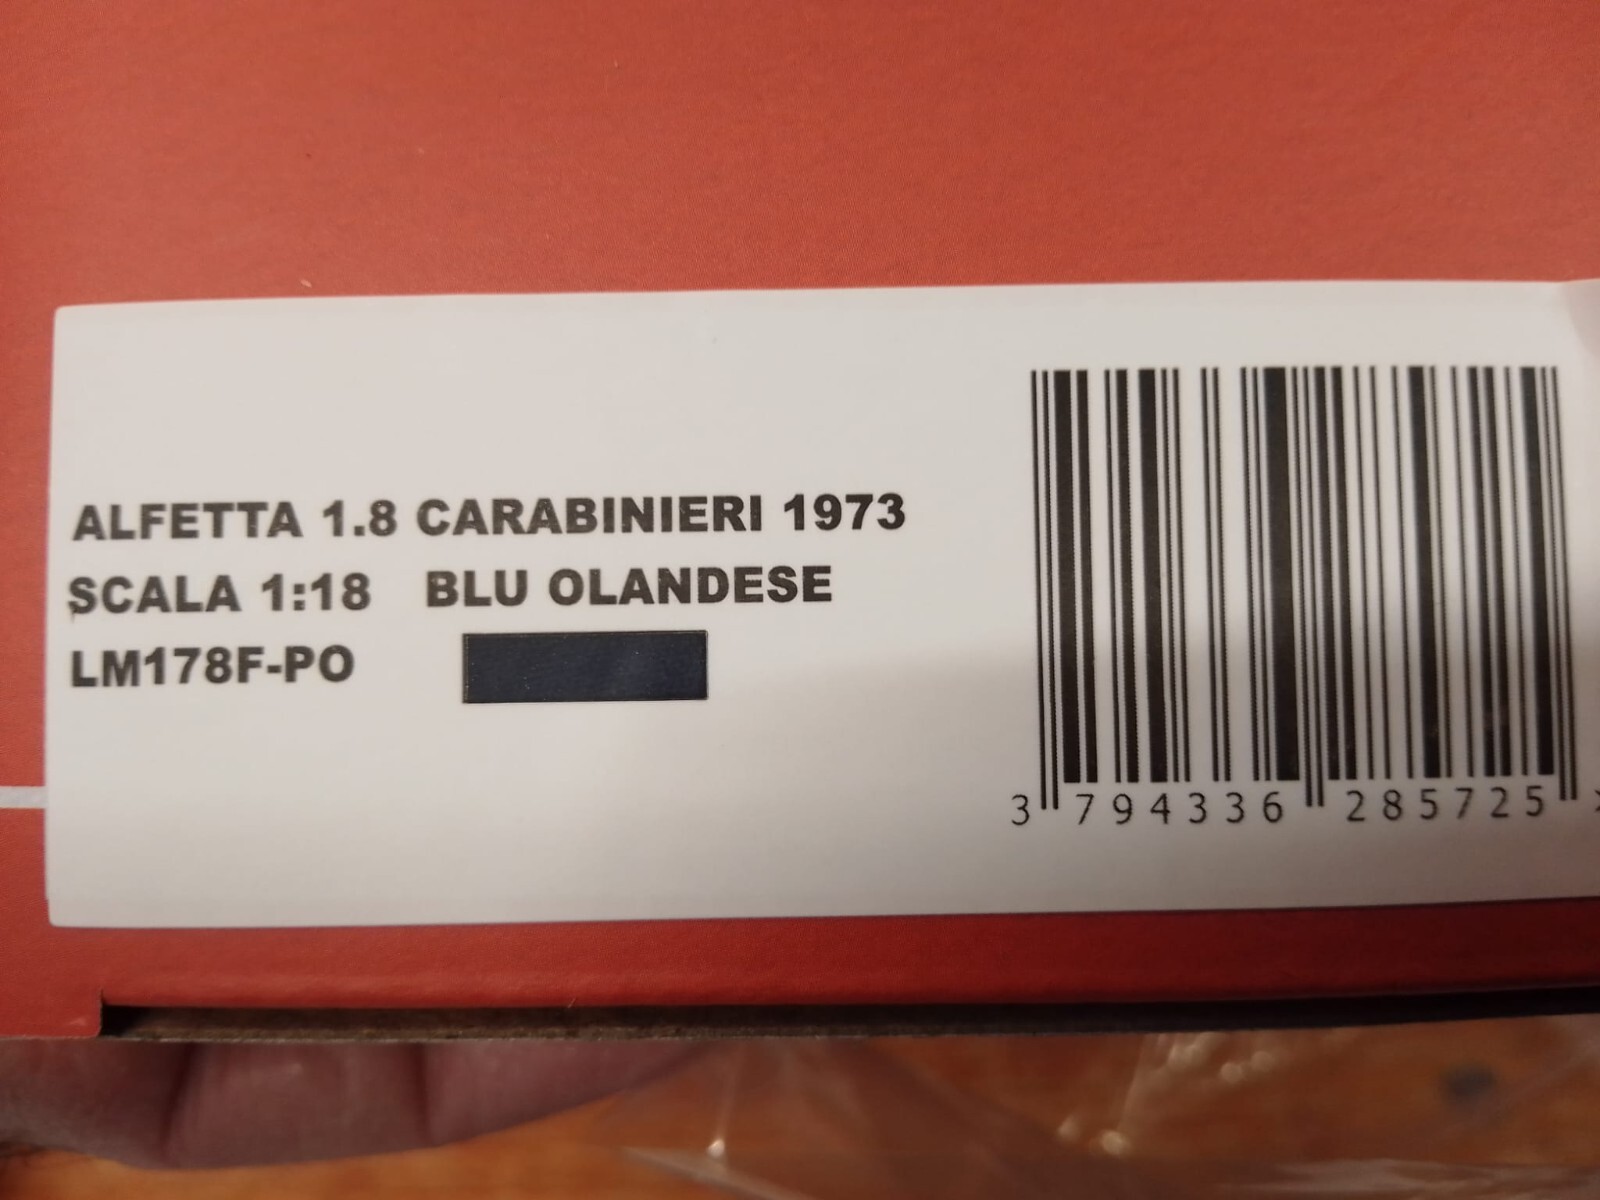 ALFETTA 1.8 CARABINIERI 1973
SCALA 1:18 BLU OLANDESE
LM178F-PO
3 794336 285725